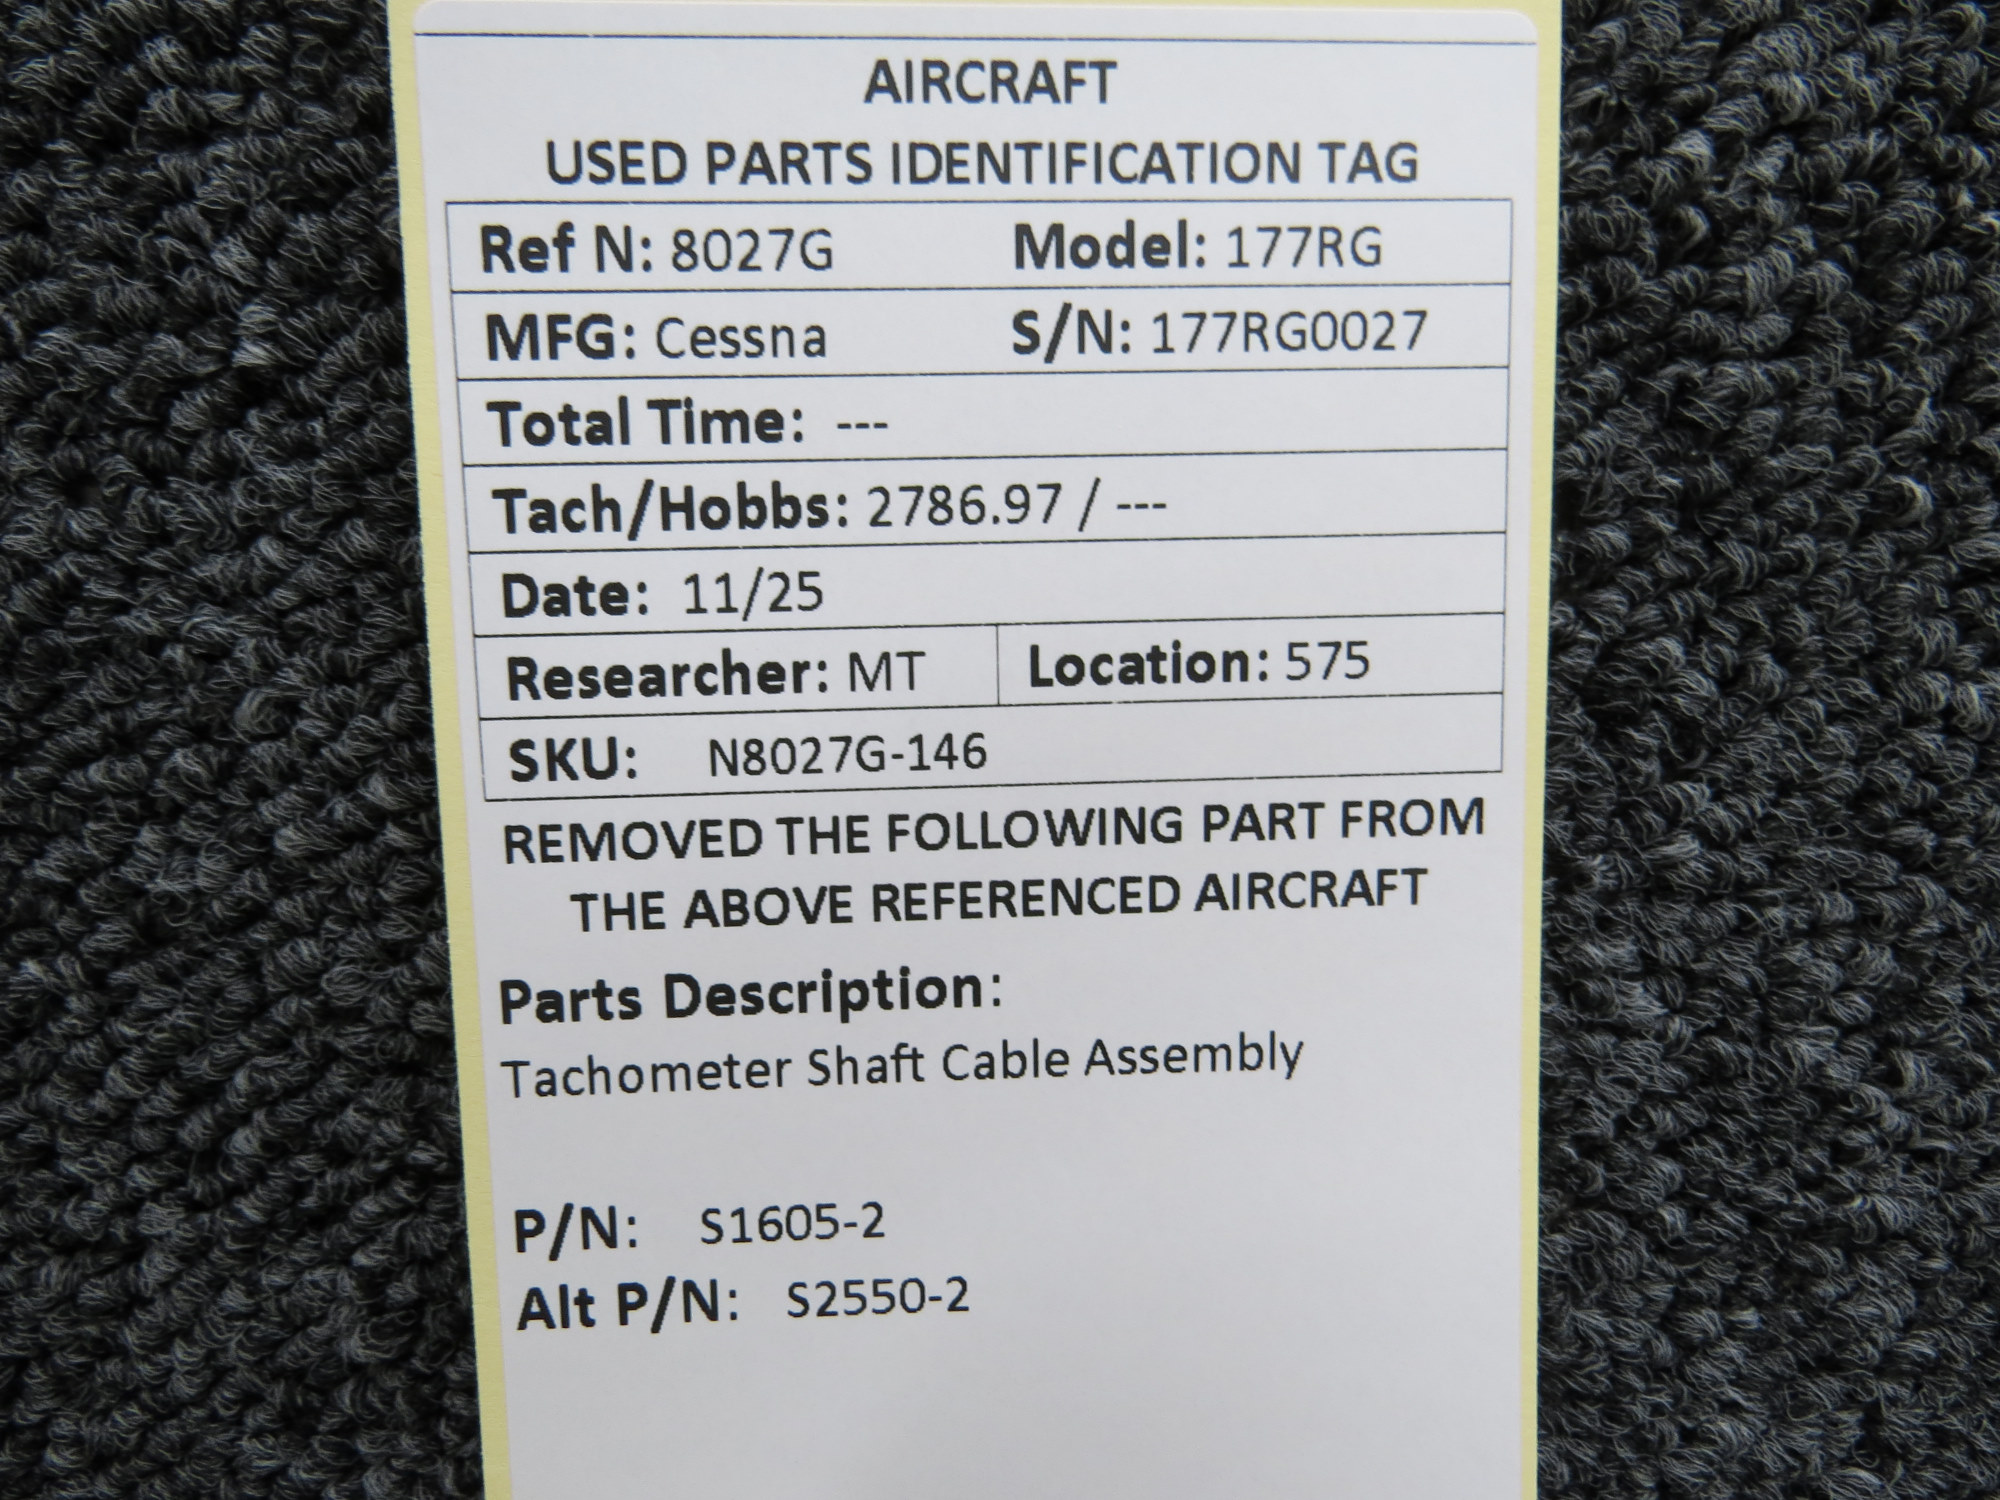 AIRCRAFT
USED PARTS IDENTIFICATION TAG
Ref N: 8027G Model: 177RG
MFG: Cessna S/N: 177RG0027
Total Time: ---
Tach/Hobbs: 2786.97 / ---
Date: 11/25
Researcher: MT Location: 575
SKU: N8027G-146
REMOVED THE FOLLOWING PART FROM
THE ABOVE REFERENCED AIRCRAFT
Parts Description:
Tachometer Shaft Cable Assembly
P/N: S1605-2
Alt P/N: S2550-2